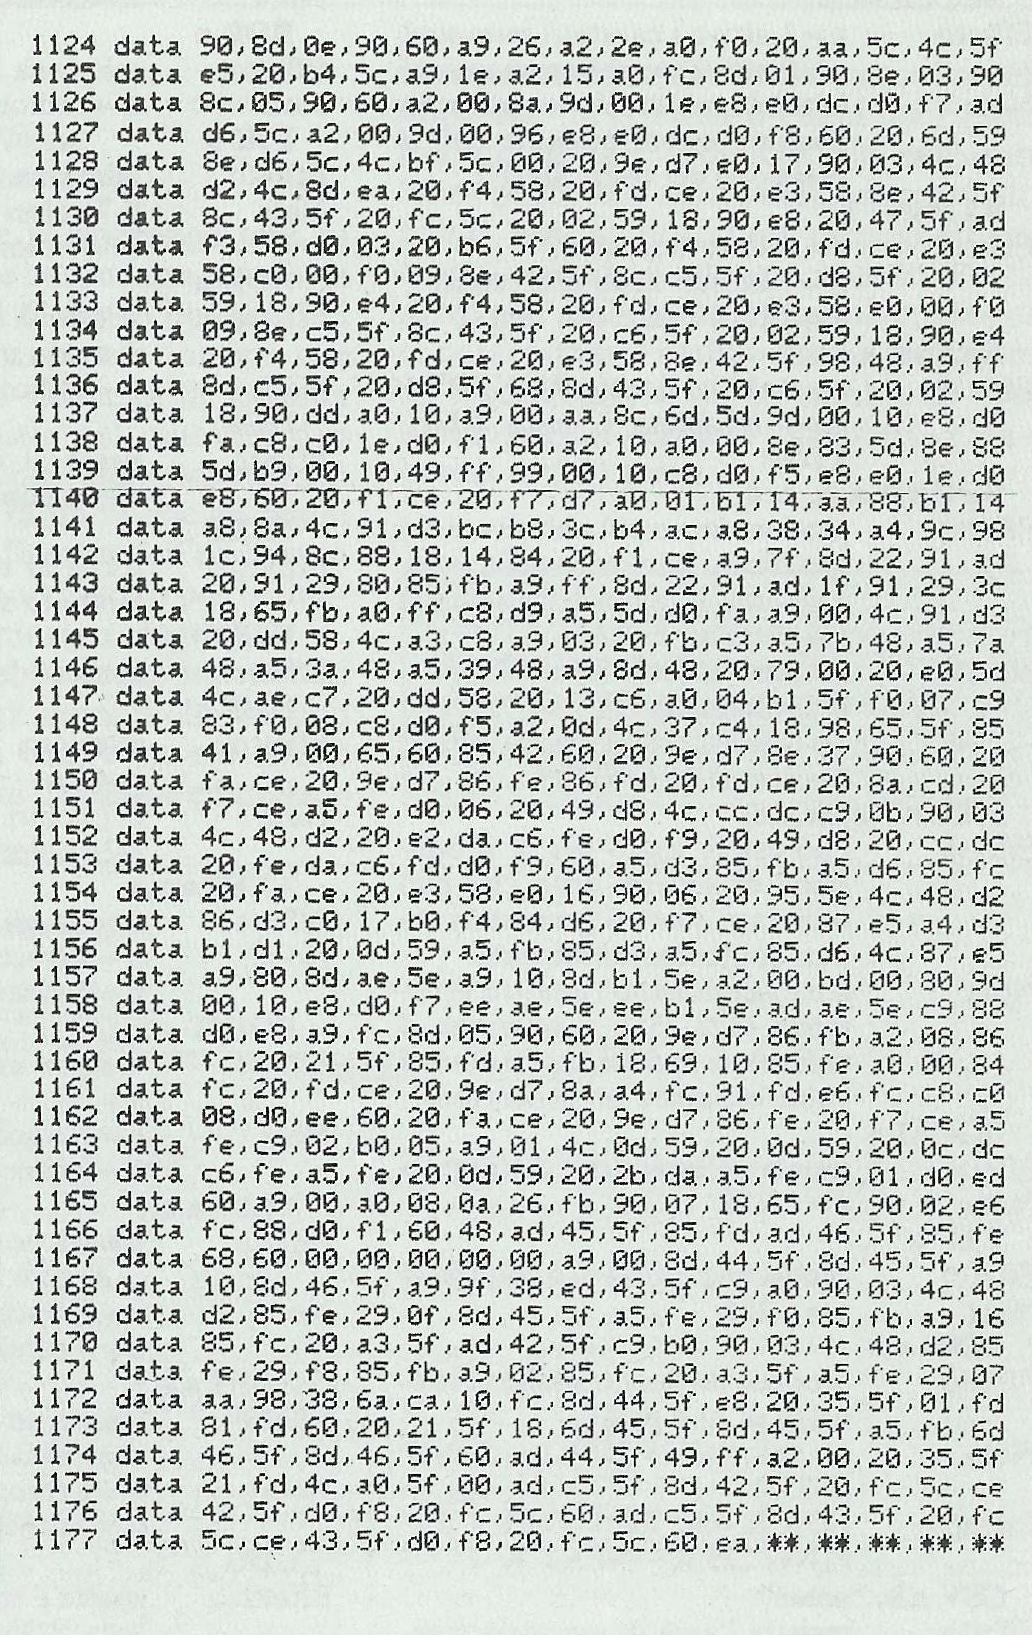 1124 data 90,8d,0e,90,60,a9,26,a2,2e,a0,f0,20,aa,5c,4c,5f
1125 data e5,20,b4,5c,a9,1e,a2,15,a0,fc,8d,01,90,8e,03,90
1126 data 8c,05,90,60,a2,00,8a,9d,00,1e,e8,e0,dc,d0,f7,ad
1127 data d6,5c,a2,00,9d,00,96,e8,e0,dc,d0,f8,60,20,6d,59
1128 data 8e,d6,5c,4c,bf,5c,00,20,9e,d7,e0,17,90,03,4c,48
1129 data d2,4c,8d,ea,20,f4,58,20,fd,ce,20,e3,58,8e,42,5f
1130 data 8c,43,5f,20,fc,5c,20,02,59,18,90,e8,20,47,5f,ad
1131 data f3,58,d0,03,20,b6,5f,60,20,f4,58,20,fd,ce,20,e3
1132 data 58,c0,00,f0,09,8e,42,5f,8c,c5,5f,20,d8,5f,20,02
1133 data 59,18,90,e4,20,f4,58,20,fd,ce,20,e3,58,e0,00,f0
1134 data 09,8e,c5,5f,8c,43,5f,20,c6,5f,20,02,59,18,90,e4
1135 data 20,f4,58,20,fd,ce,20,e3,58,8e,42,5f,98,48,a9,ff
1136 data 8d,c5,5f,20,d8,5f,68,8d,43,5f,20,c6,5f,20,02,59
1137 data 18,90,dd,a0,10,a9,00,aa,8c,6d,5d,9d,00,10,e8,d0
1138 data fa,c8,c0,1e,d0,f1,60,a2,10,a0,00,8e,83,5d,8e,88
1139 data 5d,b9,00,10,49,ff,99,00,10,c8,d0,f5,e8,e0,1e,d0
1140 data e8,60,20,f1,ce,20,f7,d7,a0,01,b1,14,aa,88,b1,14
1141 data a8,8a,4c,91,d3,bc,b8,3c,b4,ac,a8,38,34,a4,9c,98
1142 data 1c,94,8c,88,18,14,84,20,f1,ce,a9,7f,8d,22,91,ad
1143 data 20,91,29,80,85,fb,a9,ff,8d,22,91,ad,1f,91,29,3c
1144 data 18,65,fb,a0,ff,c8,d9,a5,5d,d0,fa,a9,00,4c,91,d3
1145 data 20,dd,58,4c,a3,c8,a9,03,20,fb,c3,a5,7b,48,a5,7a
1146 data 48,a5,3a,48,a5,39,48,a9,8d,48,20,79,00,20,e0,5d
1147 data 4c,ae,c7,20,dd,58,20,13,c6,a0,04,b1,5f,f0,07,c9
1148 data 83,f0,08,c8,d0,f5,a2,0d,4c,37,c4,18,98,65,5f,85
1149 data 41,a9,00,65,60,85,42,60,20,9e,d7,8e,37,90,60,20
1150 data fa,ce,20,9e,d7,86,fe,86,fd,20,fd,ce,20,8a,cd,20
1151 data f7,ce,a5,fe,d0,06,20,49,d8,4c,cc,dc,c9,0b,90,03
1152 data 4c,48,d2,20,e2,da,c6,fe,d0,f9,20,49,d8,20,cc,dc
1153 data 20,fe,da,c6,fd,d0,f9,60,a5,d3,85,fb,a5,d6,85,fc
1154 data 20,fa,ce,20,e3,58,e0,16,90,06,20,95,5e,4c,48,d2
1155 data 86,d3,c0,17,b0,f4,84,d6,20,f7,ce,20,87,e5,a4,d3
1156 data b1,d1,20,0d,59,a5,fb,85,d3,a5,fc,85,d6,4c,87,e5
1157 data a9,80,8d,ae,5e,a9,10,8d,b1,5e,a2,00,bd,00,80,9d
1158 data 00,10,e8,d0,f7,ee,ae,5e,ee,b1,5e,ad,ae,5e,c9,88
1159 data d0,e8,a9,fc,8d,05,90,60,20,9e,d7,86,fb,a2,08,86
1160 data fc,20,21,5f,85,fd,a5,fb,18,69,10,85,fe,a0,00,84
1161 data fc,20,fd,ce,20,9e,d7,8a,a4,fc,91,fd,e6,fc,c8,c0
1162 data 08,d0,ee,60,20,fa,ce,20,9e,d7,86,fe,20,f7,ce,a5
1163 data fe,c9,02,b0,05,a9,01,4c,0d,59,20,0d,59,20,0c,dc
1164 data c6,fe,a5,fe,20,0d,59,20,2b,da,a5,fe,c9,01,d0,ed
1165 data 60,a9,00,a0,08,0a,26,fb,90,07,18,65,fc,90,02,e6
1166 data fc,88,d0,f1,60,48,ad,45,5f,85,fd,ad,46,5f,85,fe
1167 data 68,60,00,00,00,00,00,a9,00,8d,44,5f,8d,45,5f,a9
1168 data 10,8d,46,5f,a9,9f,38,ed,43,5f,c9,a0,90,03,4c,48
1169 data d2,85,fe,29,0f,8d,45,5f,a5,fe,29,f0,85,fb,a9,16
1170 data 85,fc,20,a3,5f,ad,42,5f,c9,b0,90,03,4c,48,d2,85
1171 data fe,29,f8,85,fb,a9,02,85,fc,20,a3,5f,a5,fe,29,07
1172 data aa,98,38,6a,ca,10,fc,8d,44,5f,e8,20,35,5f,01,fd
1173 data 81,fd,60,20,21,5f,18,6d,45,5f,8d,45,5f,a5,fb,6d
1174 data 46,5f,8d,46,5f,60,ad,44,5f,49,ff,a2,00,20,35,5f
1175 data 21,fd,4c,a0,5f,00,ad,c5,5f,8d,42,5f,20,fc,5c,ce
1176 data 42,5f,d0,f8,20,fc,5c,60,ad,c5,5f,8d,43,5f,20,fc
1177 data 5c,ce,43,5f,d0,f8,20,fc,5c,60,ea,**,**,**,**,**